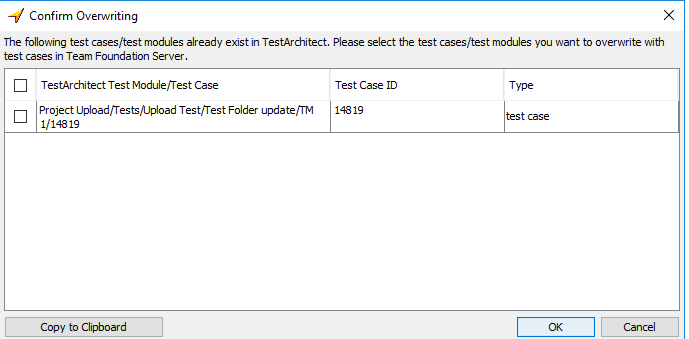 Confirm Overwriting
The following test cases/test modules already exist in TestArchitect. Please select the test cases/test modules you want to overwrite with
test cases in Team Foundation Server.
TestArchitect Test Module/Test Case Test Case ID Type
Project Upload/Tests/Upload Test/Test Folder update/TM 14819 test case
1/14819
Copy to Clipboard OK Cancel